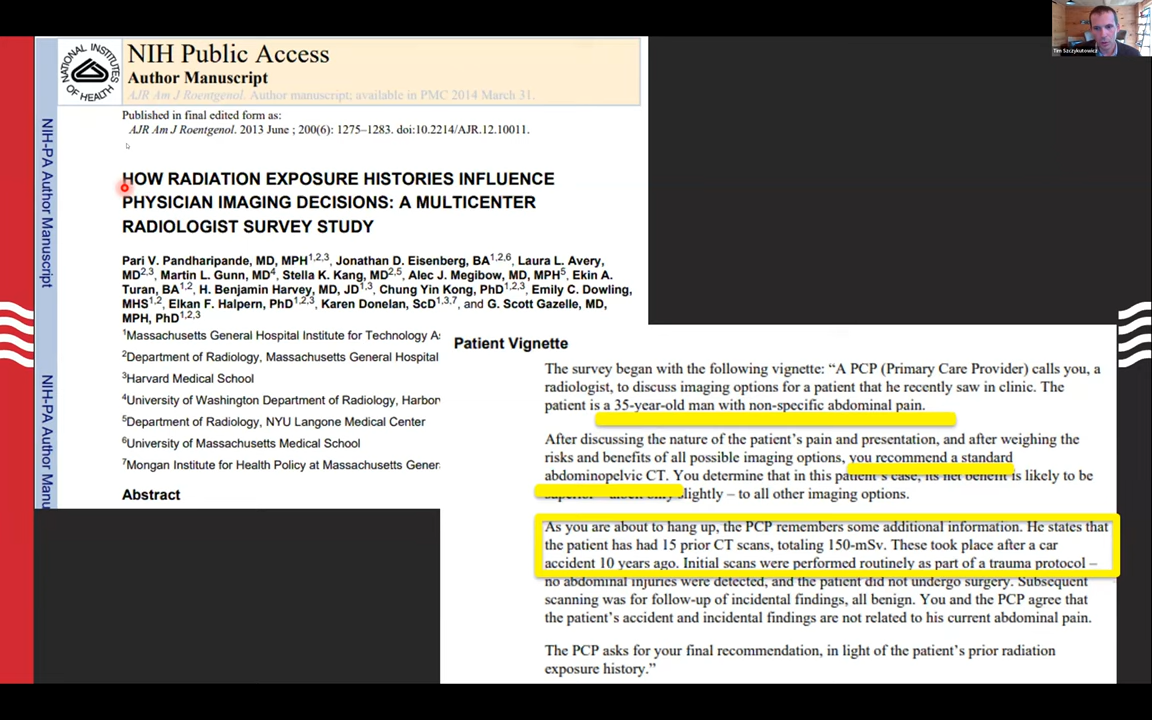 NIH Public Access
Author Manuscript
AJR Am J Roentgenol. Author manuscript; available in PMC 2014 March 31.
NATIONAL INSTITUTES OF HEALTH
NIH-PA Author Manuscript
NIH-PA Author Manu
Published in final edited form as:
AJR Am J Roentgenol. 2013 June ; 200(6): 1275–1283. doi:10.2214/AJR.12.10011.
HOW RADIATION EXPOSURE HISTORIES INFLUENCE
PHYSICIAN IMAGING DECISIONS: A MULTICENTER
RADIOLOGIST SURVEY STUDY
Pari V. Pandharipande, MD, MPH1,2,3, Jonathan D. Eisenberg, BA1,2,6, Laura L. Avery,
MD2,3, Martin L. Gunn, MD4, Stella K. Kang, MD2,5, Alec J. Megibow, MD, MPH5, Ekin A.
Turan, BA1,2, H. Benjamin Harvey, MD, JD1,3, Chung Yin Kong, PhD1,2,3, Emily C. Dowling,
MHS1,2, Elkan F. Halpern, PhD1,2,3, Karen Donelan, ScD1,3,7, and G. Scott Gazelle, MD,
MPH, PhD1,2,3
1Massachusetts General Hospital Institute for Technology As
2Department of Radiology, Massachusetts General Hospital
3Harvard Medical School
4University of Washington Department of Radiology, Harbor
5Department of Radiology, NYU Langone Medical Center
6University of Massachusetts Medical School
7Mongan Institute for Health Policy at Massachusetts Gener
Abstract
Patient Vignette
The survey began with the following vignette: “A PCP (Primary Care Provider) calls you, a
radiologist, to discuss imaging options for a patient that he recently saw in clinic. The
patient is a 35-year-old man with non-specific abdominal pain.
After discussing the nature of the patient’s pain and presentation, and after weighing the
risks and benefits of all possible imaging options, you recommend a standard
abdominopelvic CT. You determine that in this patient’s case, its net benefit is likely to be
superior – albeit only slightly – to all other imaging options.
As you are about to hang up, the PCP remembers some additional information. He states that
the patient has had 15 prior CT scans, totaling 150-mSv. These took place after a car
accident 10 years ago. Initial scans were performed routinely as part of a trauma protocol –
no abdominal injuries were detected, and the patient did not undergo surgery. Subsequent
scanning was for follow-up of incidental findings, all benign. You and the PCP agree that
the patient’s accident and incidental findings are not related to his current abdominal pain.
The PCP asks for your final recommendation, in light of the patient’s prior radiation
exposure history.”
Tim Szczykutowicz